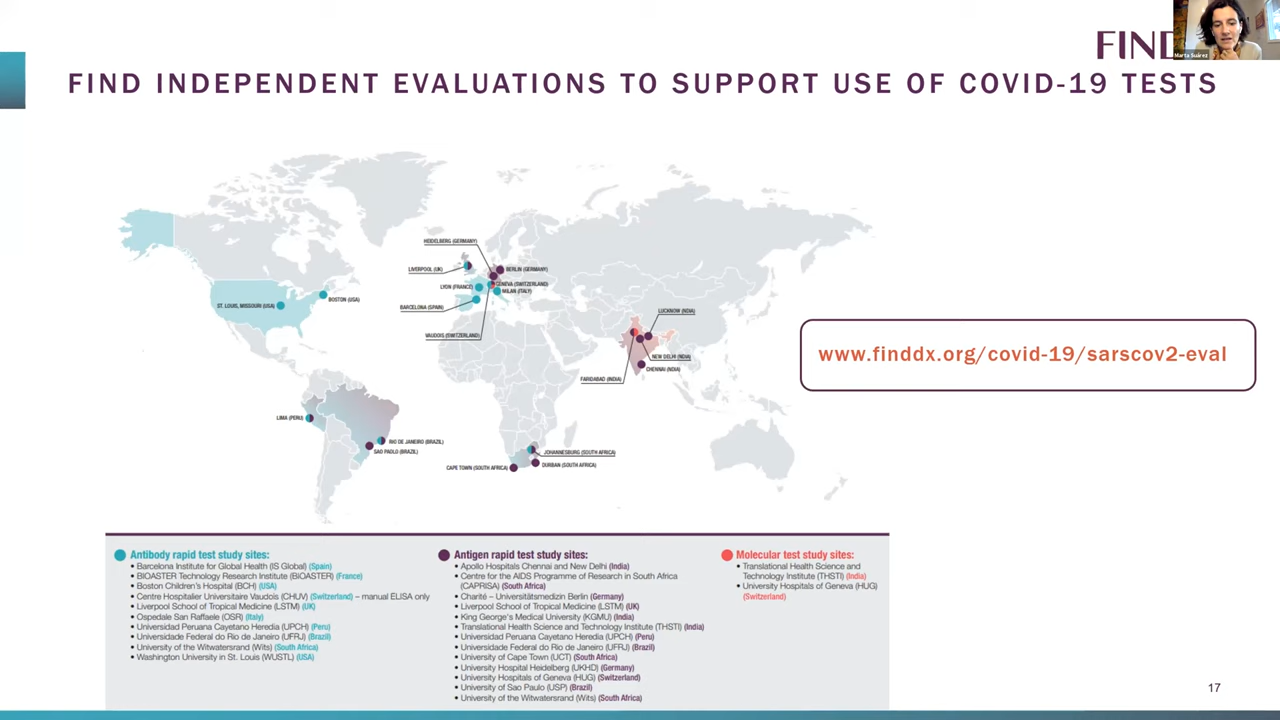 FIND
Marta Suárez
FIND INDEPENDENT EVALUATIONS TO SUPPORT USE OF COVID-19 TESTS
HEIDELBERG (GERMANY)
LIVERPOOL (UK)
BERLIN (GERMANY)
LYON (FRANCE)
GENEVA (SWITZERLAND)
MILAN (ITALY)
BARCELONA (SPAIN)
VAUDOIS (SWITZERLAND)
ST. LOUIS, MISSOURI (USA)
BOSTON (USA)
LUCKNOW (INDIA)
NEW DELHI (INDIA)
CHENNAI (INDIA)
FARIDABAD (INDIA)
www.finddx.org/covid-19/sarscov2-eval
LIMA (PERU)
RIO DE JANEIRO (BRAZIL)
SAO PAOLO (BRAZIL)
JOHANNESBURG (SOUTH AFRICA)
CAPE TOWN (SOUTH AFRICA)
DURBAN (SOUTH AFRICA)
Antibody rapid test study sites:
• Barcelona Institute for Global Health (IS Global) (Spain)
• BIOASTER Technology Research Institute (BIOASTER) (France)
• Boston Children's Hospital (BCH) (USA)
• Centre Hospitalier Universitaire Vaudois (CHUV) (Switzerland) – manual ELISA only
• Liverpool School of Tropical Medicine (LSTM) (UK)
• Ospedale San Raffaele (OSR) (Italy)
• Universidad Peruana Cayetano Heredia (UPCH) (Peru)
• Universidade Federal do Rio de Janeiro (UFRJ) (Brazil)
• University of the Witwatersrand (Wits) (South Africa)
• Washington University in St. Louis (WUSTL) (USA)
Antigen rapid test study sites:
• Apollo Hospitals Chennai and New Delhi (India)
• Centre for the AIDS Programme of Research in South Africa
(CAPRISA) (South Africa)
• Charité – Universitätsmedizin Berlin (Germany)
• Liverpool School of Tropical Medicine (LSTM) (UK)
• King George's Medical University (KGMU) (India)
• Translational Health Science and Technology Institute (THSTI) (India)
• Universidad Peruana Cayetano Heredia (UPCH) (Peru)
• Universidade Federal do Rio de Janeiro (UFRJ) (Brazil)
• University of Cape Town (UCT) (South Africa)
• University Hospital Heidelberg (UKHD) (Germany)
• University Hospitals of Geneva (HUG) (Switzerland)
• University of Sao Paulo (USP) (Brazil)
• University of the Witwatersrand (Wits) (South Africa)
Molecular test study sites:
• Translational Health Science and
Technology Institute (THSTI) (India)
• University Hospitals of Geneva (HUG)
(Switzerland)
17